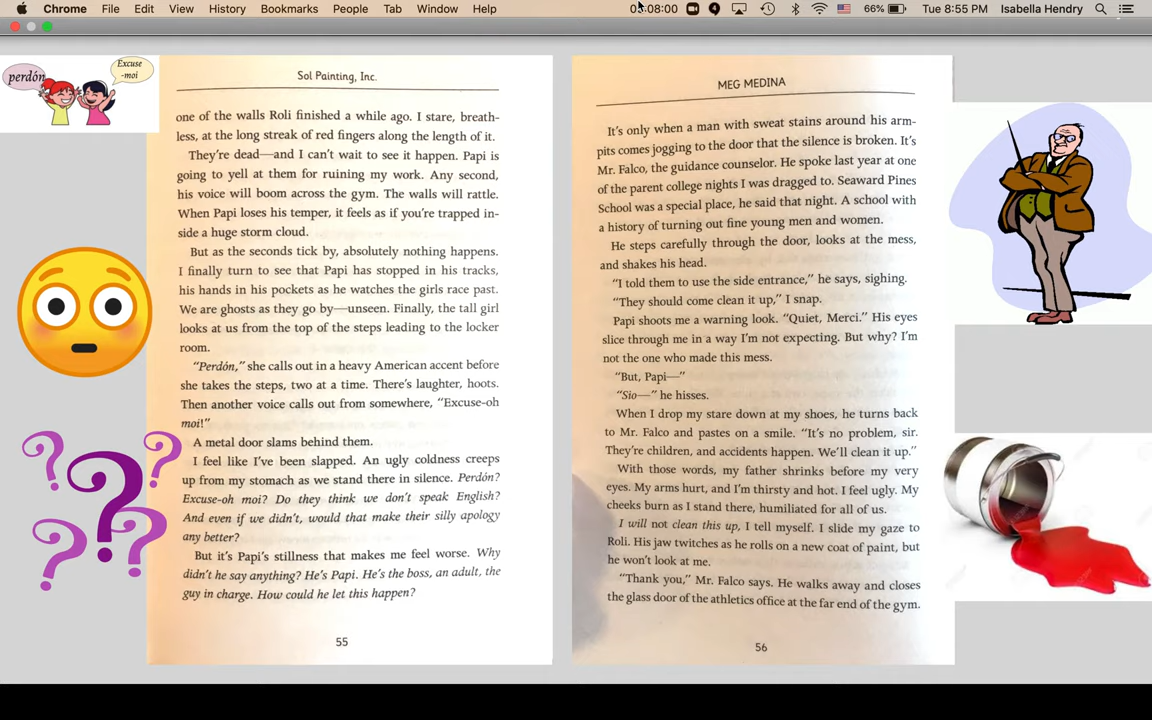 Chrome File Edit View History Bookmarks People Tab Window Help 00:08:00 4 66% Tue 8:55 PM Isabella Hendry
perdón
Excuse
-moi
Sol Painting, Inc.
one of the walls Roli finished a while ago. I stare, breath-
less, at the long streak of red fingers along the length of it.
They're dead—and I can't wait to see it happen. Papi is
going to yell at them for ruining my work. Any second,
his voice will boom across the gym. The walls will rattle.
When Papi loses his temper, it feels as if you're trapped in-
side a huge storm cloud.
But as the seconds tick by, absolutely nothing happens.
I finally turn to see that Papi has stopped in his tracks,
his hands in his pockets as he watches the girls race past.
We are ghosts as they go by—unseen. Finally, the tall girl
looks at us from the top of the steps leading to the locker
room.
"Perdón," she calls out in a heavy American accent before
she takes the steps, two at a time. There's laughter, hoots.
Then another voice calls out from somewhere, "Excuse-oh
moi!"
A metal door slams behind them.
I feel like I've been slapped. An ugly coldness creeps
up from my stomach as we stand there in silence. Perdón?
Excuse-oh moi? Do they think we don't speak English?
And even if we didn't, would that make their silly apology
any better?
But it's Papi's stillness that makes me feel worse. Why
didn't he say anything? He's Papi. He's the boss, an adult, the
guy in charge. How could he let this happen?
55
MEG MEDINA
It's only when a man with sweat stains around his arm-
pits comes jogging to the door that the silence is broken. It's
Mr. Falco, the guidance counselor. He spoke last year at one
of the parent college nights I was dragged to. Seaward Pines
School was a special place, he said that night. A school with
a history of turning out fine young men and women.
He steps carefully through the door, looks at the mess,
and shakes his head.
"I told them to use the side entrance," he says, sighing.
"They should come clean it up," I snap.
Papi shoots me a warning look. "Quiet, Merci." His eyes
slice through me in a way I'm not expecting. But why? I'm
not the one who made this mess.
"But, Papi—"
"Sio—" he hisses.
When I drop my stare down at my shoes, he turns back
to Mr. Falco and pastes on a smile. "It's no problem, sir.
They're children, and accidents happen. We'll clean it up."
With those words, my father shrinks before my very
eyes. My arms hurt, and I'm thirsty and hot. I feel ugly. My
cheeks burn as I stand there, humiliated for all of us.
I will not clean this up, I tell myself. I slide my gaze to
Roli. His jaw twitches as he rolls on a new coat of paint, but
he won't look at me.
"Thank you," Mr. Falco says. He walks away and closes
the glass door of the athletics office at the far end of the gym.
56